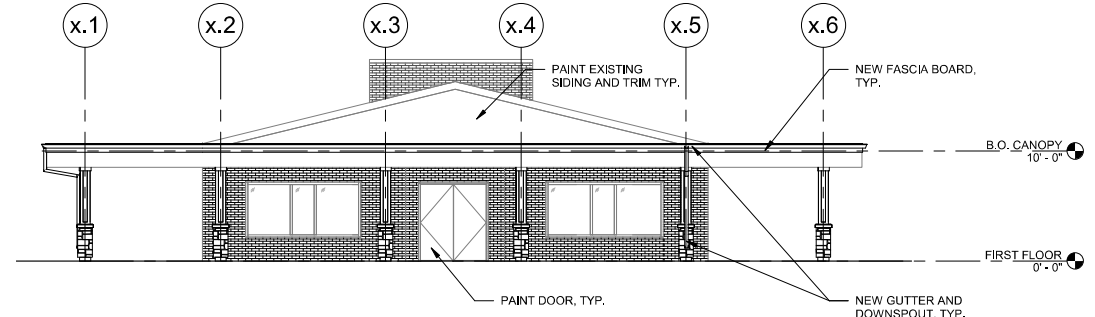 x.1
x.2
x.3
x.4
x.5
x.6
PAINT EXISTING
SIDING AND TRIM TYP.
NEW FASCIA BOARD,
TYP.
B.O. CANOPY
10' - 0"
FIRST FLOOR
0' - 0"
PAINT DOOR, TYP.
NEW GUTTER AND
DOWNSPOUT, TYP.